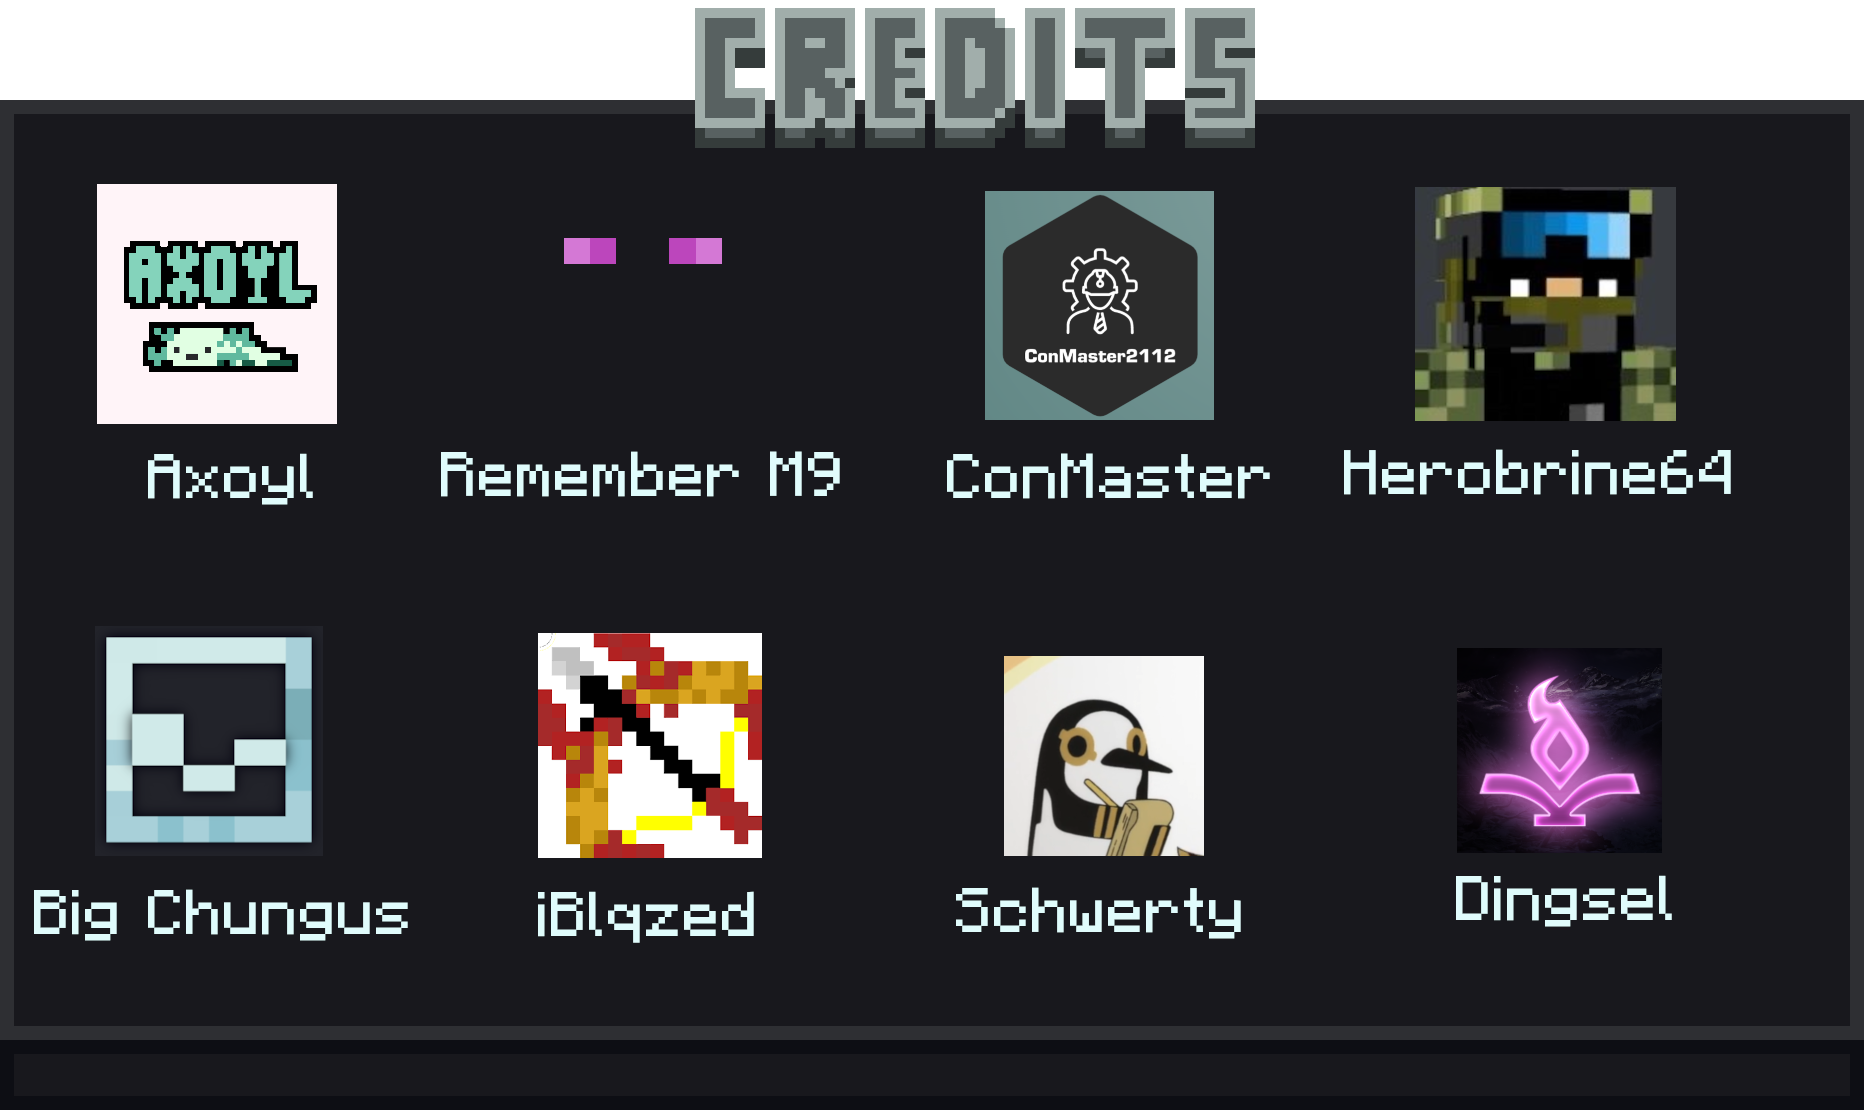 CREDITS
AXOYL
ConMaster2112
Axoyl
Remember M9
ConMaster
Herobrine64
Big Chungus
iBlqzed
Schwerty
Dingsel